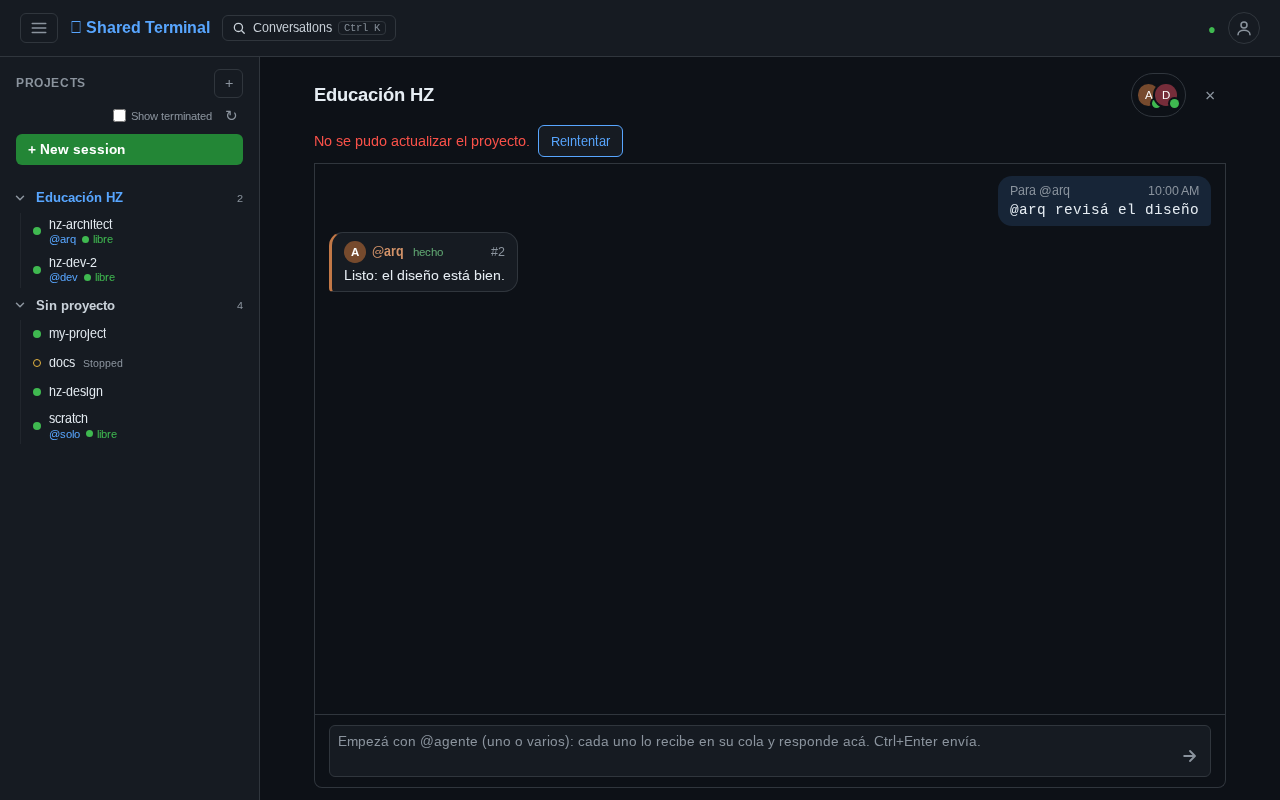 Shared Terminal
Conversations Ctrl K
PROJECTS
+
Show terminated
+ New session
Educación HZ 2
hz-architect
@arq libre
hz-dev-2
@dev libre
Sin proyecto 4
my-project
docs Stopped
hz-design
scratch
@solo libre
Educación HZ
A D
No se pudo actualizar el proyecto. Reintentar
Para @arq 10:00 AM
@arq revisá el diseño
A @arq hecho #2
Listo: el diseño está bien.
Empezá con @agente (uno o varios): cada uno lo recibe en su cola y responde acá. Ctrl+Enter envía.